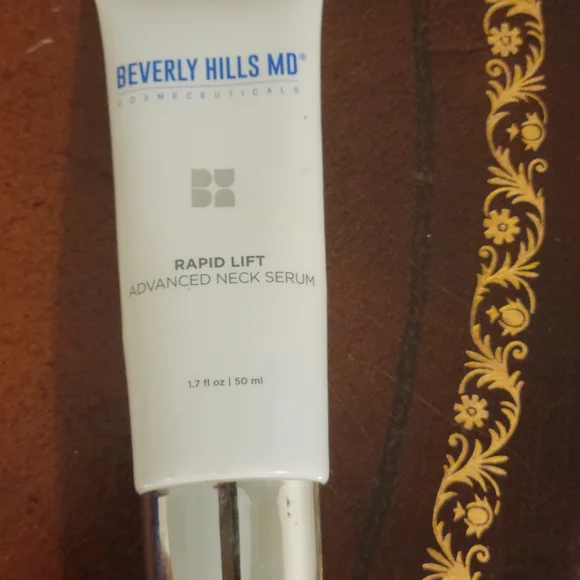 BEVERLY HILLS MD®
COSMECEUTICALS
RAPID LIFT
ADVANCED NECK SERUM
1.7 fl oz | 50 ml